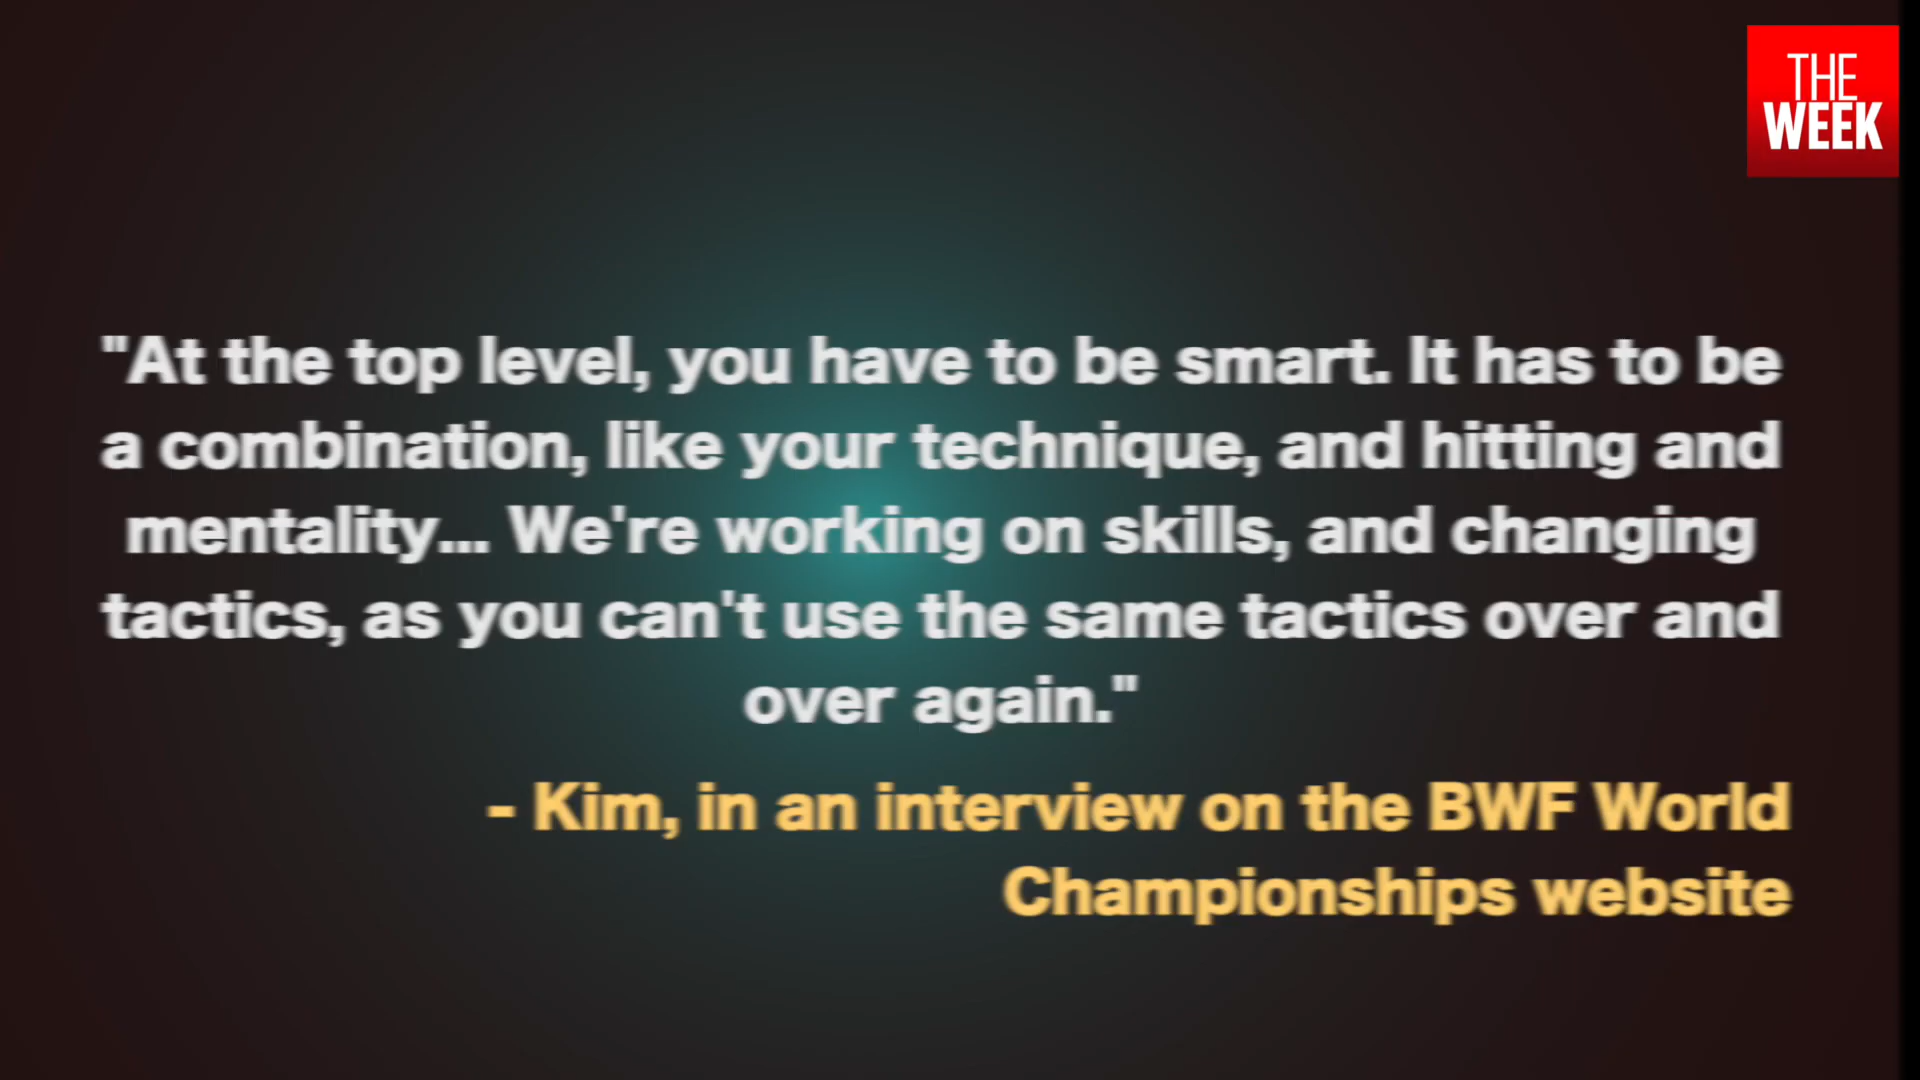 THE
WEEK
"At the top level, you have to be smart. It has to be
a combination, like your technique, and hitting and
mentality... We're working on skills, and changing
tactics, as you can't use the same tactics over and
over again."
- Kim, in an interview on the BWF World
Championships website